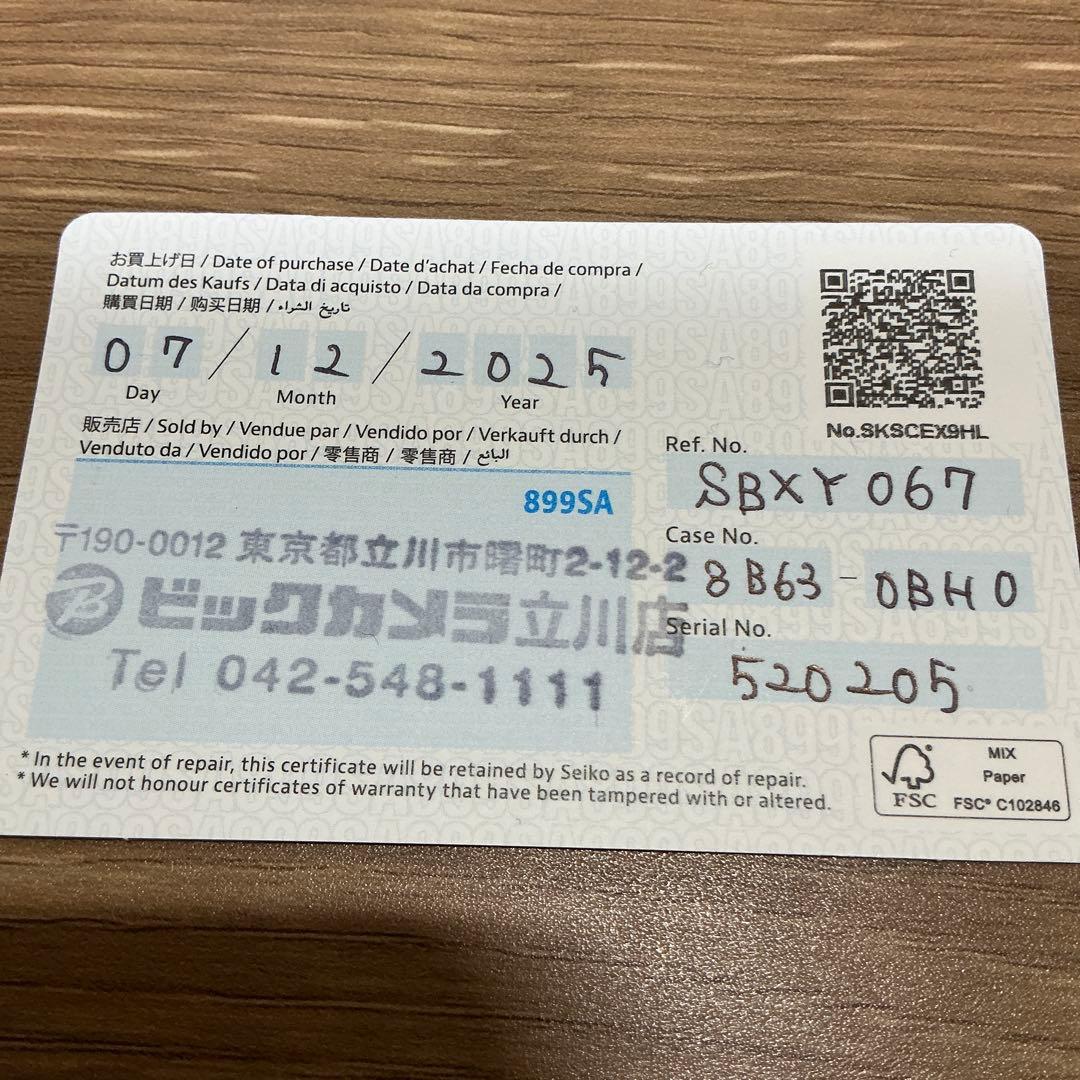 お買上げ日 / Date of purchase / Date d'achat / Fecha de compra /
Datum des Kaufs / Data di acquisto / Data da compra /
購買日期 / 购买日期 / تاريخ الشراء
07 / 12 / 2025
Day Month Year
販売店 / Sold by / Vendue par / Vendido por / Verkauft durch /
Venduto da / Vendido por / 零售商 / 零售商 / البائع
899SA
〒190-0012 東京都立川市曙町2-12-2
B ビックカメラ立川店
Tel 042-548-1111
No.SKSCEX9HL
Ref. No.
SBXY067
Case No.
8B63-0BH0
Serial No.
520205
* In the event of repair, this certificate will be retained by Seiko as a record of repair.
* We will not honour certificates of warranty that have been tampered with or altered.
FSC
MIX
Paper
FSC® C102846